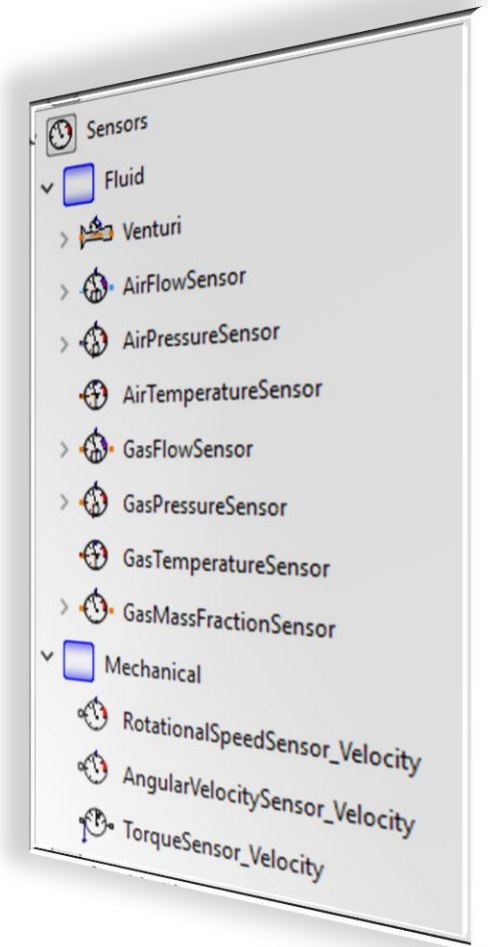 Sensors
Fluid
Venturi
AirFlowSensor
AirPressureSensor
AirTemperatureSensor
GasFlowSensor
GasPressureSensor
GasTemperatureSensor
GasMassFractionSensor
Mechanical
RotationalSpeedSensor_Velocity
AngularVelocitySensor_Velocity
TorqueSensor_Velocity